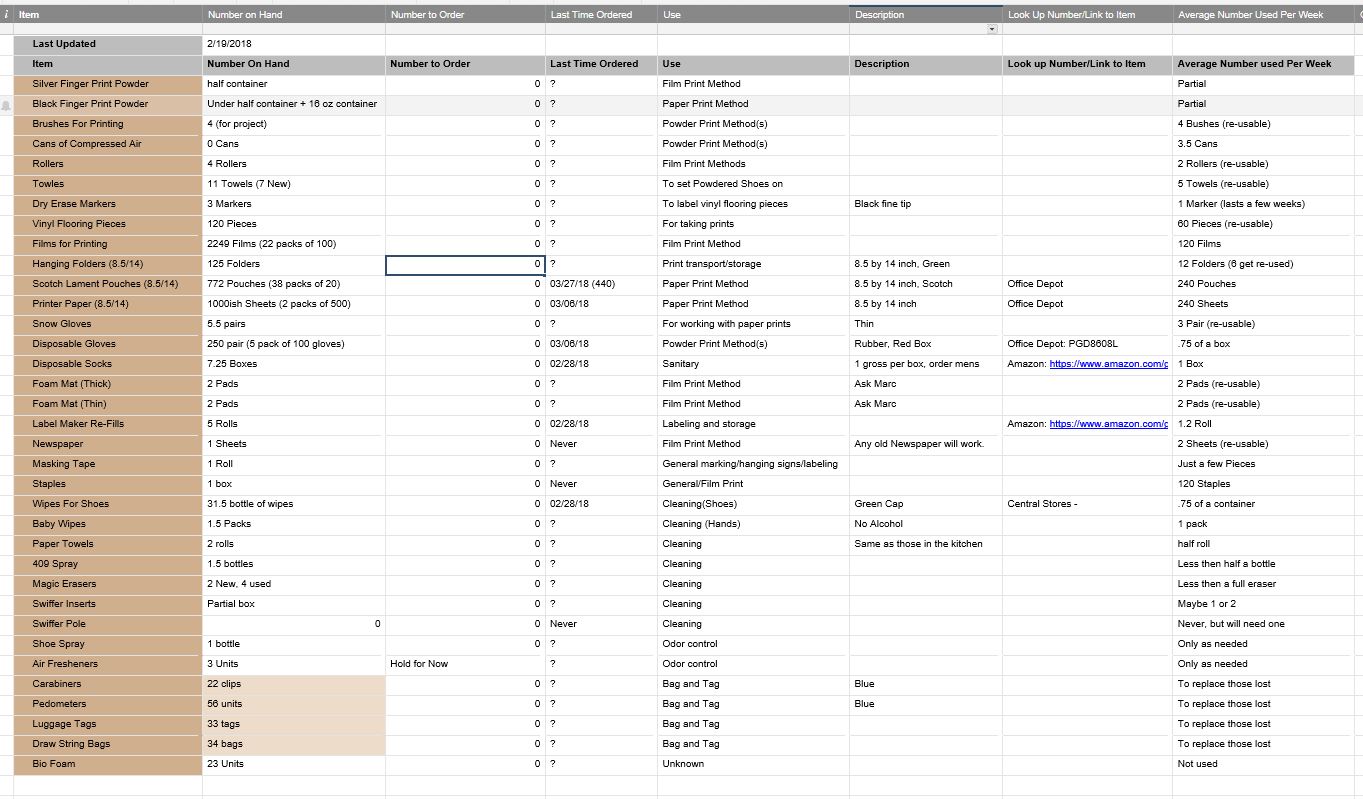 i Item Number on Hand Number to Order Last Time Ordered Use Description Look Up Number/Link to Item Average Number Used Per Week
Last Updated 2/19/2018
Item Number On Hand Number to Order Last Time Ordered Use Description Look up Number/Link to Item Average Number used Per Week
Silver Finger Print Powder half container 0 ? Film Print Method Partial
Black Finger Print Powder Under half container + 16 oz container 0 ? Paper Print Method Partial
Brushes For Printing 4 (for project) 0 ? Powder Print Method(s) 4 Bushes (re-usable)
Cans of Compressed Air 0 Cans 0 ? Powder Print Method(s) 3.5 Cans
Rollers 4 Rollers 0 ? Film Print Methods 2 Rollers (re-usable)
Towles 11 Towels (7 New) 0 ? To set Powdered Shoes on 5 Towels (re-usable)
Dry Erase Markers 3 Markers 0 ? To label vinyl flooring pieces Black fine tip 1 Marker (lasts a few weeks)
Vinyl Flooring Pieces 120 Pieces 0 ? For taking prints 60 Pieces (re-usable)
Films for Printing 2249 Films (22 packs of 100) 0 ? Film Print Method 120 Films
Hanging Folders (8.5/14) 125 Folders 0 ? Print transport/storage 8.5 by 14 inch, Green 12 Folders (6 get re-used)
Scotch Lament Pouches (8.5/14) 772 Pouches (38 packs of 20) 0 03/27/18 (440) Paper Print Method 8.5 by 14 inch, Scotch Office Depot 240 Pouches
Printer Paper (8.5/14) 1000ish Sheets (2 packs of 500) 0 03/06/18 Paper Print Method 8.5 by 14 inch Office Depot 240 Sheets
Snow Gloves 5.5 pairs 0 ? For working with paper prints Thin 3 Pair (re-usable)
Disposable Gloves 250 pair (5 pack of 100 gloves) 0 03/06/18 Powder Print Method(s) Rubber, Red Box Office Depot: PGD8608L .75 of a box
Disposable Socks 7.25 Boxes 0 02/28/18 Sanitary 1 gross per box, order mens Amazon: https://www.amazon.com/g 1 Box
Foam Mat (Thick) 2 Pads 0 ? Film Print Method Ask Marc 2 Pads (re-usable)
Foam Mat (Thin) 2 Pads 0 ? Film Print Method Ask Marc 2 Pads (re-usable)
Label Maker Re-Fills 5 Rolls 0 02/28/18 Labeling and storage Amazon: https://www.amazon.com/g 1.2 Roll
Newspaper 1 Sheets 0 Never Film Print Method Any old Newspaper will work. 2 Sheets (re-usable)
Masking Tape 1 Roll 0 ? General marking/hanging signs/labeling Just a few Pieces
Staples 1 box 0 Never General/Film Print 120 Staples
Wipes For Shoes 31.5 bottle of wipes 0 02/28/18 Cleaning(Shoes) Green Cap Central Stores - .75 of a container
Baby Wipes 1.5 Packs 0 ? Cleaning (Hands) No Alcohol 1 pack
Paper Towels 2 rolls 0 ? Cleaning Same as those in the kitchen half roll
409 Spray 1.5 bottles 0 ? Cleaning Less then half a bottle
Magic Erasers 2 New, 4 used 0 ? Cleaning Less then a full eraser
Swiffer Inserts Partial box 0 ? Cleaning Maybe 1 or 2
Swiffer Pole 0 0 Never Cleaning Never, but will need one
Shoe Spray 1 bottle 0 ? Odor control Only as needed
Air Fresheners 3 Units Hold for Now ? Odor control Only as needed
Carabiners 22 clips 0 ? Bag and Tag Blue To replace those lost
Pedometers 56 units 0 ? Bag and Tag Blue To replace those lost
Luggage Tags 33 tags 0 ? Bag and Tag To replace those lost
Draw String Bags 34 bags 0 ? Bag and Tag To replace those lost
Bio Foam 23 Units 0 ? Unknown Not used